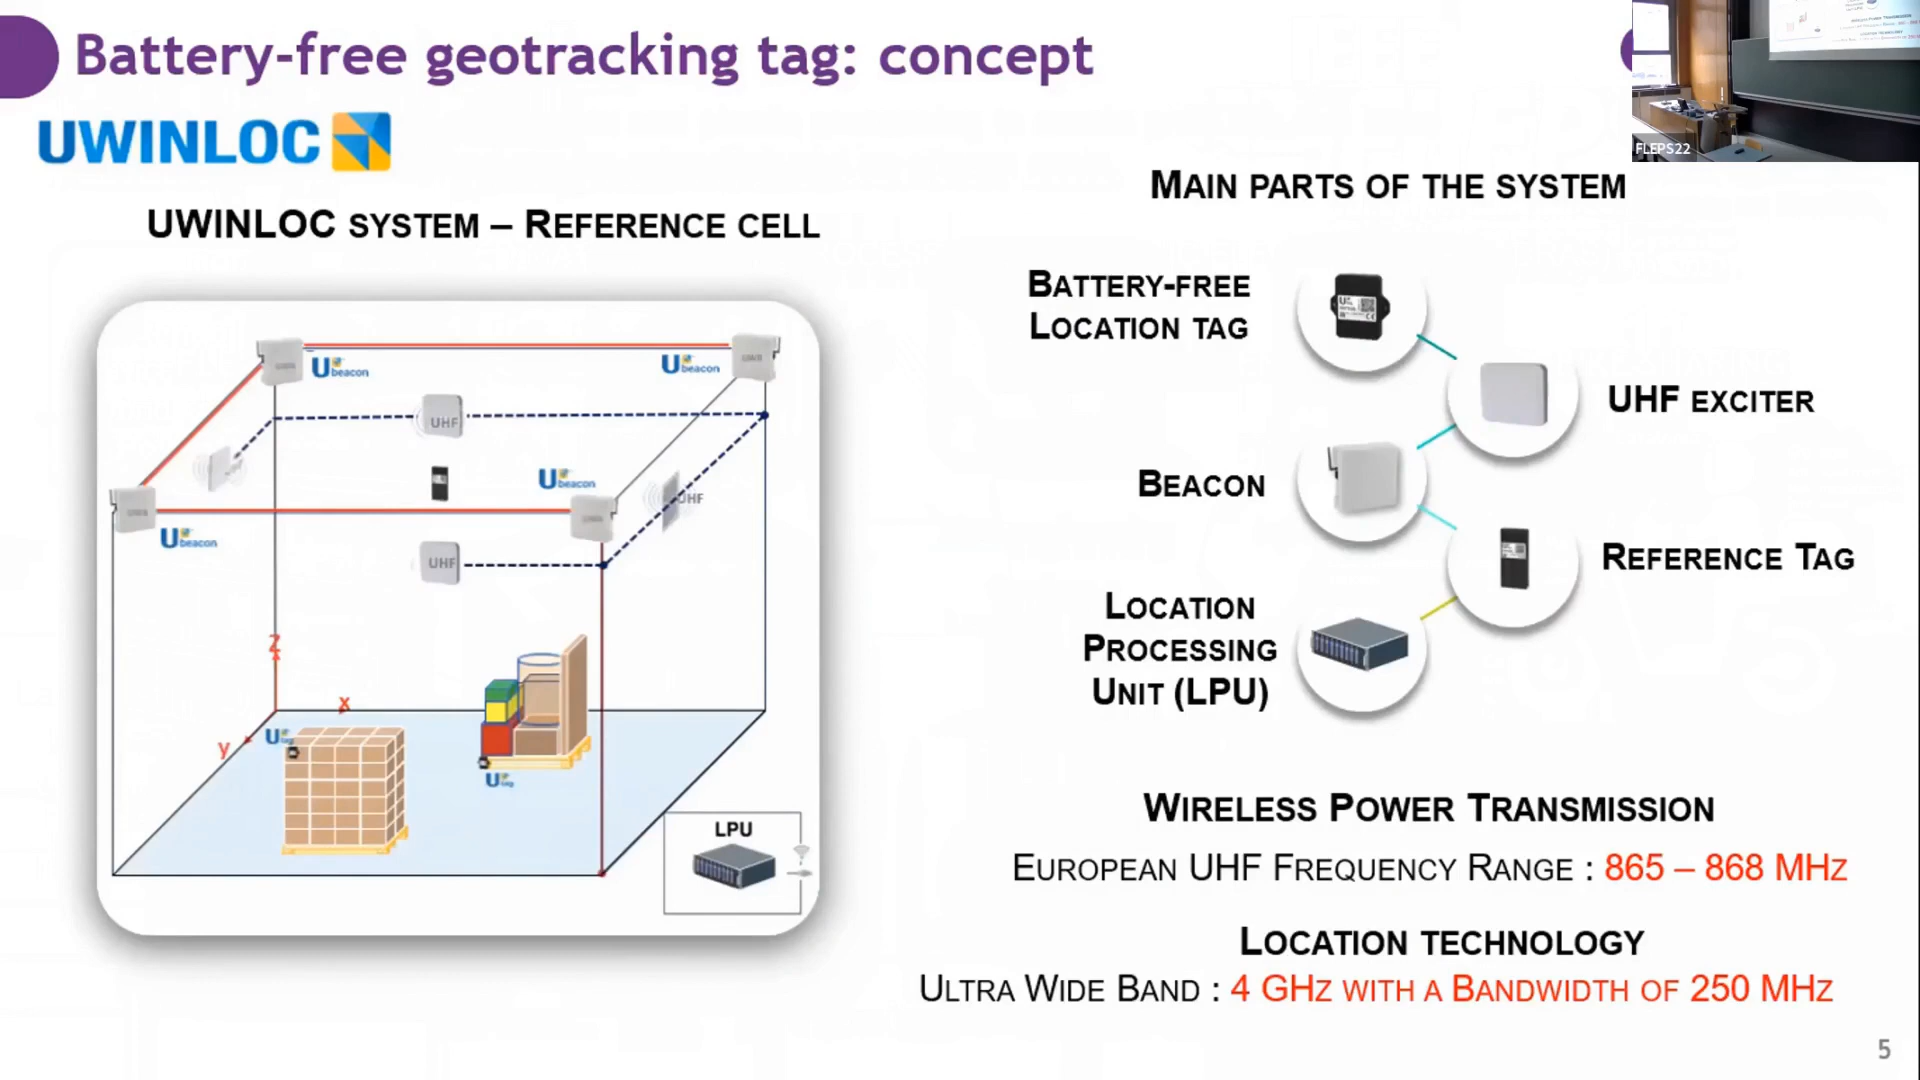 Battery-free geotracking tag: concept
UWINLOC
UWINLOC SYSTEM – REFERENCE CELL
Ubeacon
Ubeacon
UHF
Ubeacon
UHF
Ubeacon
UHF
Z
x
y
Utag
Utag
LPU
FLEPS22
MAIN PARTS OF THE SYSTEM
BATTERY-FREE
LOCATION TAG
UHF EXCITER
BEACON
REFERENCE TAG
LOCATION
PROCESSING
UNIT (LPU)
WIRELESS POWER TRANSMISSION
EUROPEAN UHF FREQUENCY RANGE : 865 – 868 MHZ
LOCATION TECHNOLOGY
ULTRA WIDE BAND : 4 GHZ WITH A BANDWIDTH OF 250 MHZ
5